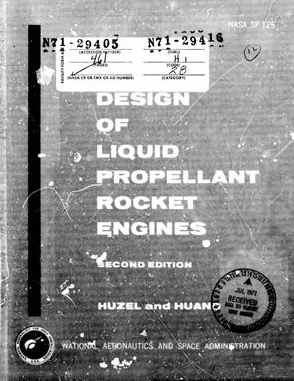 NASA SP-125
N71-29405 N71-29416
(ACCESSION NUMBER) (THRU)
461 H1
(PAGES) (CODE)
28
(NASA CR OR TMX OR AD NUMBER) (CATEGORY)
DESIGN
OF
LIQUID
PROPELLANT
ROCKET
ENGINES
SECOND EDITION
HUZEL and HUANG
JUL 1971
RECEIVED
NATIONAL AERONAUTICS AND SPACE ADMINISTRATION